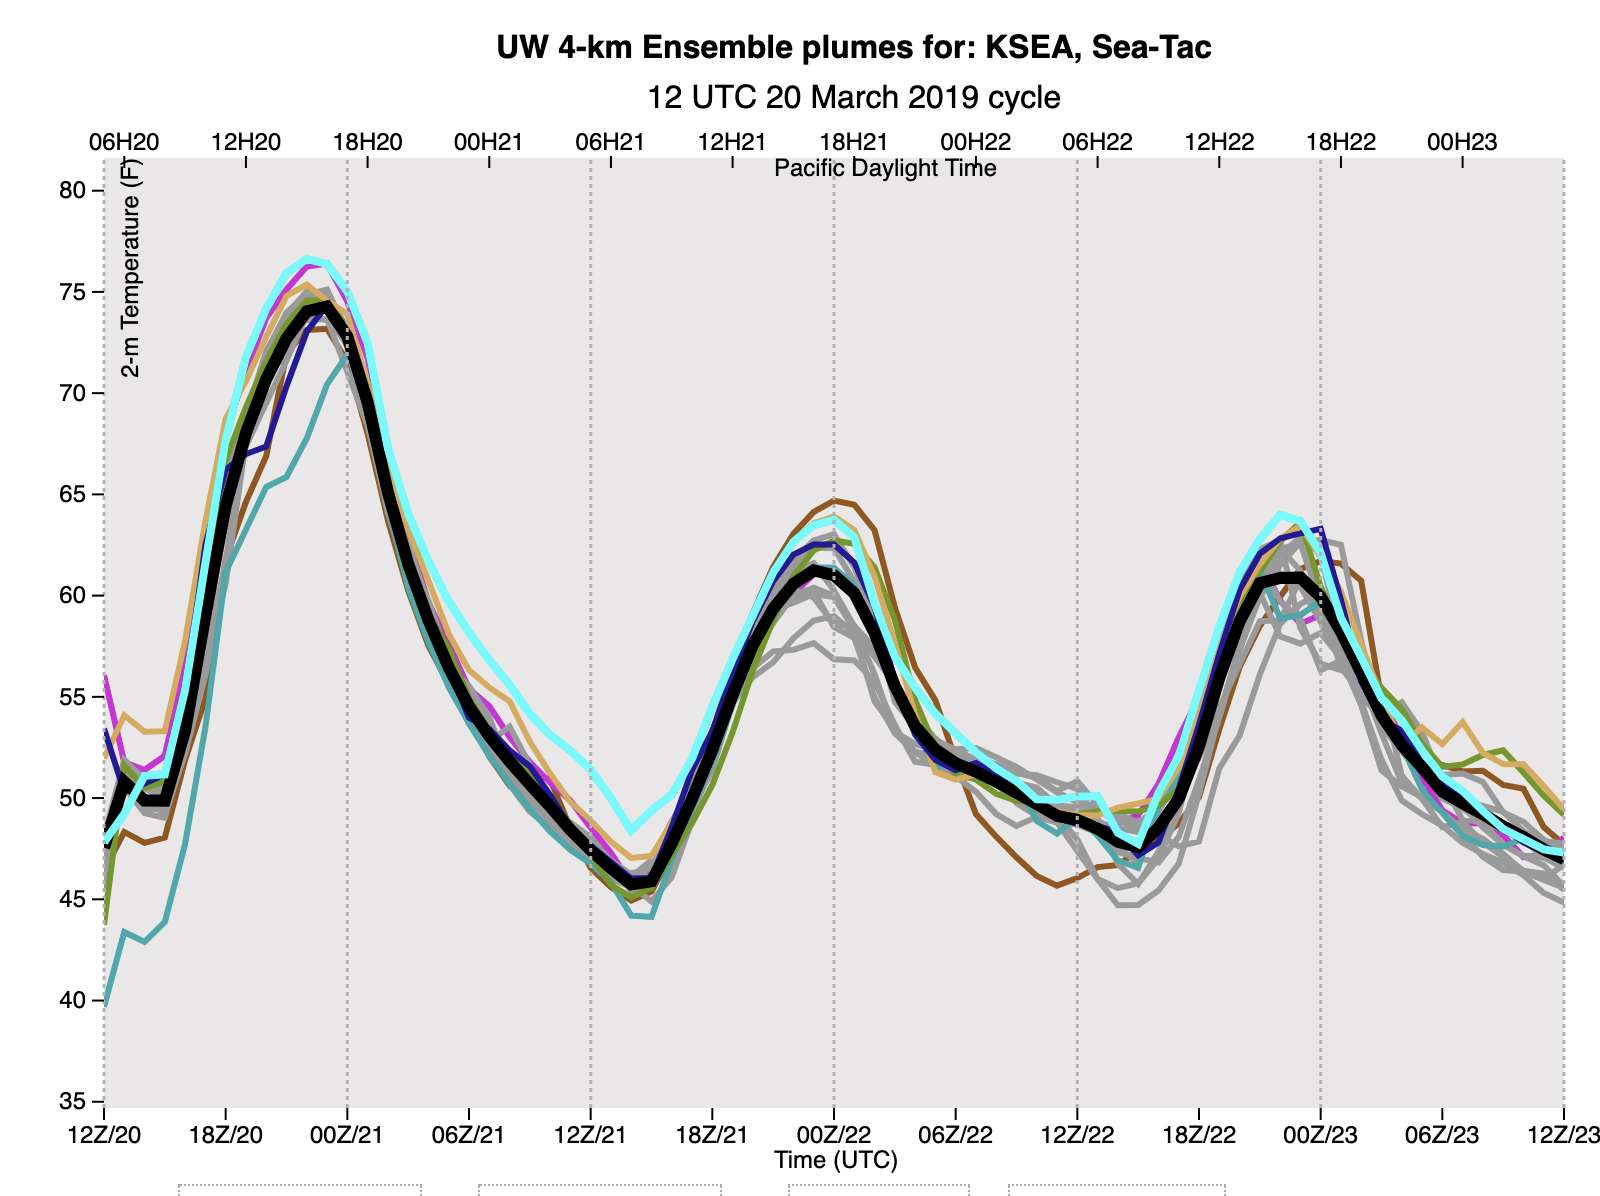 UW 4-km Ensemble plumes for: KSEA, Sea-Tac
12 UTC 20 March 2019 cycle
06H20 12H20 18H20 00H21 06H21 12H21 18H21 00H22 06H22 12H22 18H22 00H23
Pacific Daylight Time
2-m Temperature (F)
80
75
70
65
60
55
50
45
40
35
12Z/20 18Z/20 00Z/21 06Z/21 12Z/21 18Z/21 00Z/22 06Z/22 12Z/22 18Z/22 00Z/23 06Z/23 12Z/23
Time (UTC)